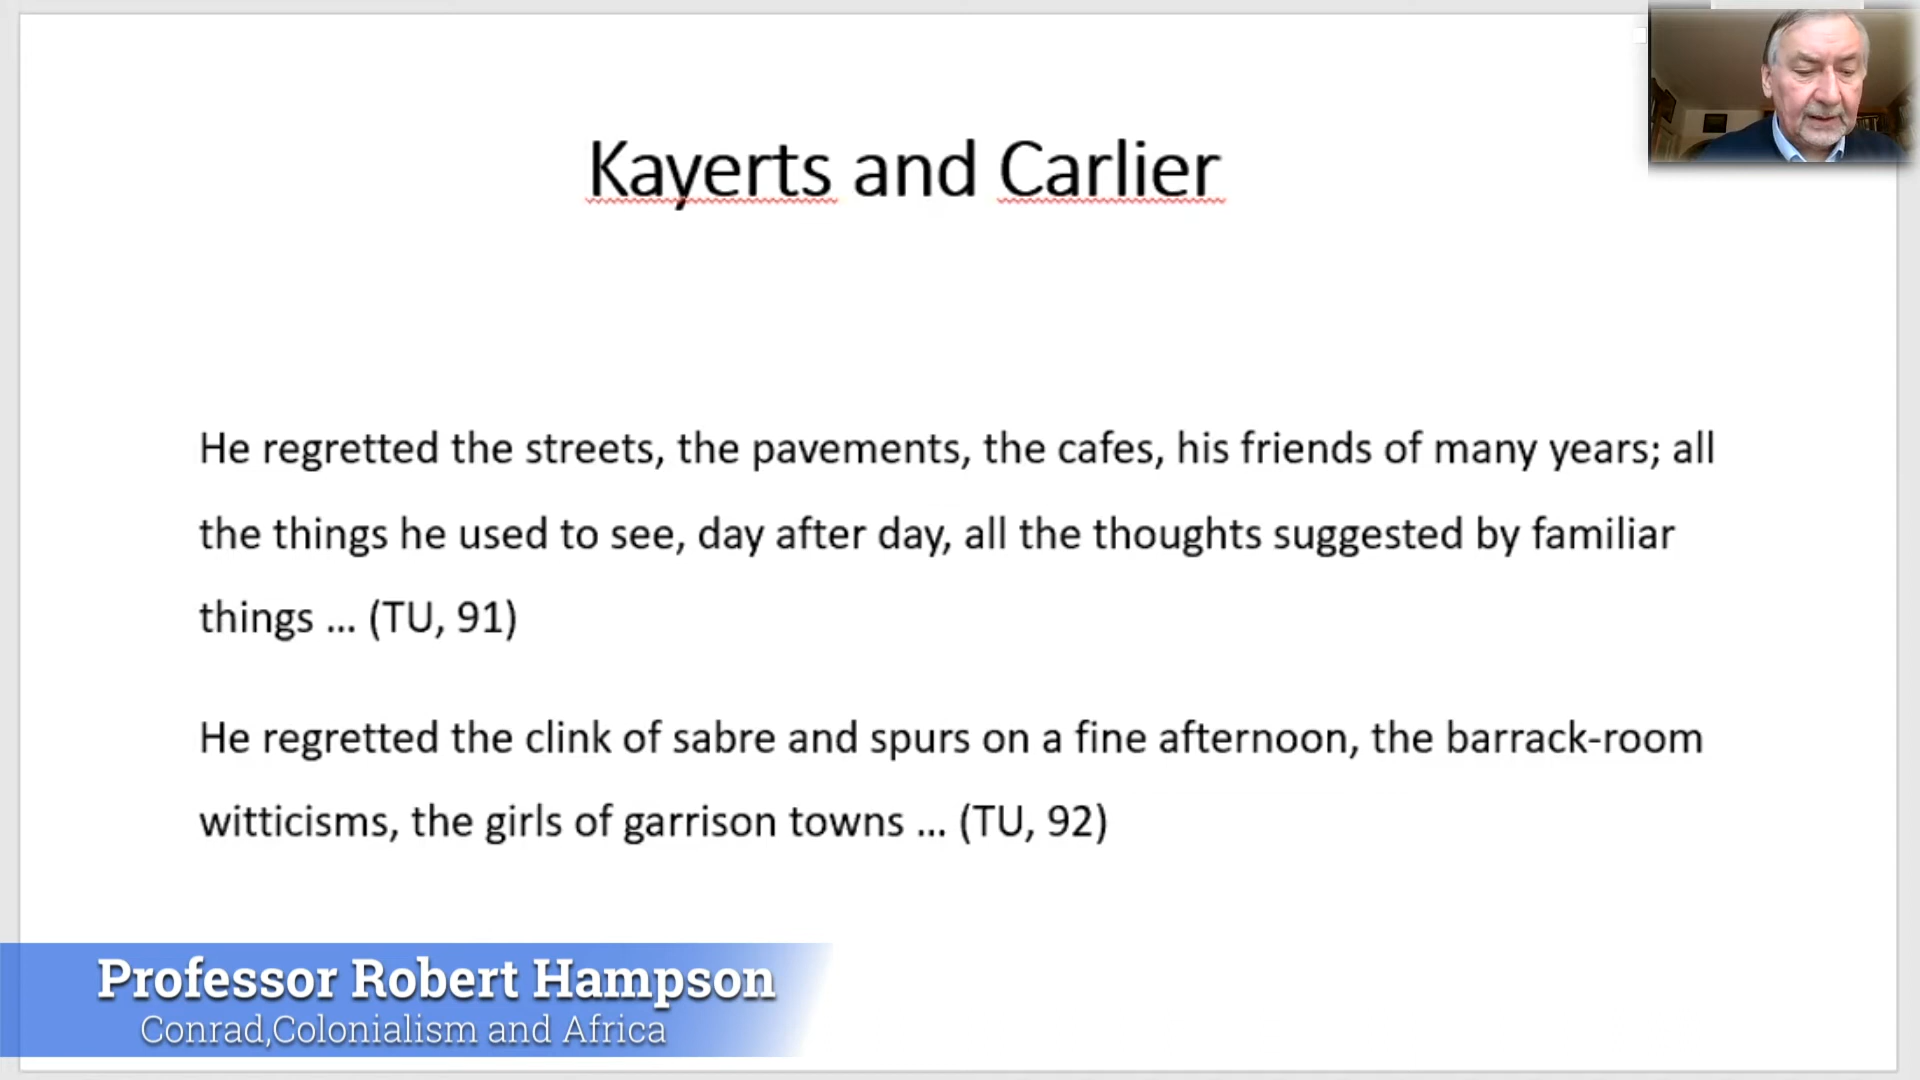 Kayerts and Carlier
He regretted the streets, the pavements, the cafes, his friends of many years; all
the things he used to see, day after day, all the thoughts suggested by familiar
things ... (TU, 91)
He regretted the clink of sabre and spurs on a fine afternoon, the barrack-room
witticisms, the girls of garrison towns ... (TU, 92)
Professor Robert Hampson
Conrad,Colonialism and Africa